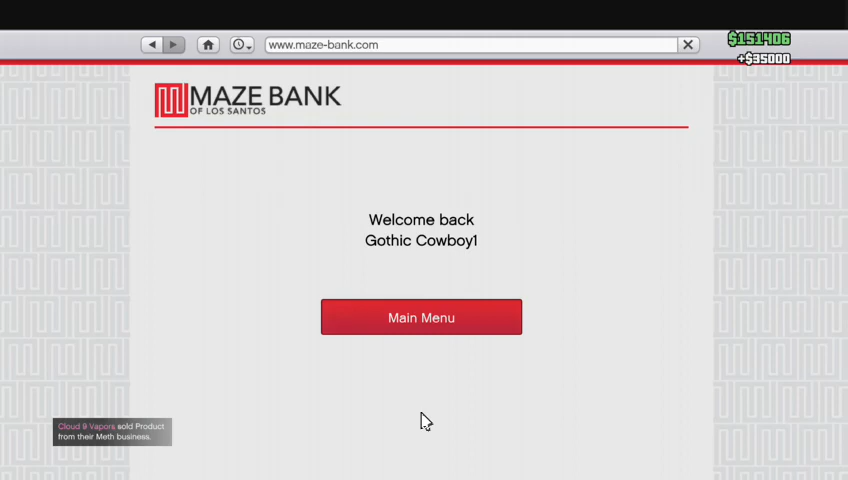 www.maze-bank.com
$151406
+$35000
MAZE BANK
OF LOS SANTOS
Welcome back
Gothic Cowboy1
Main Menu
Cloud 9 Vapors sold Product
from their Meth business.